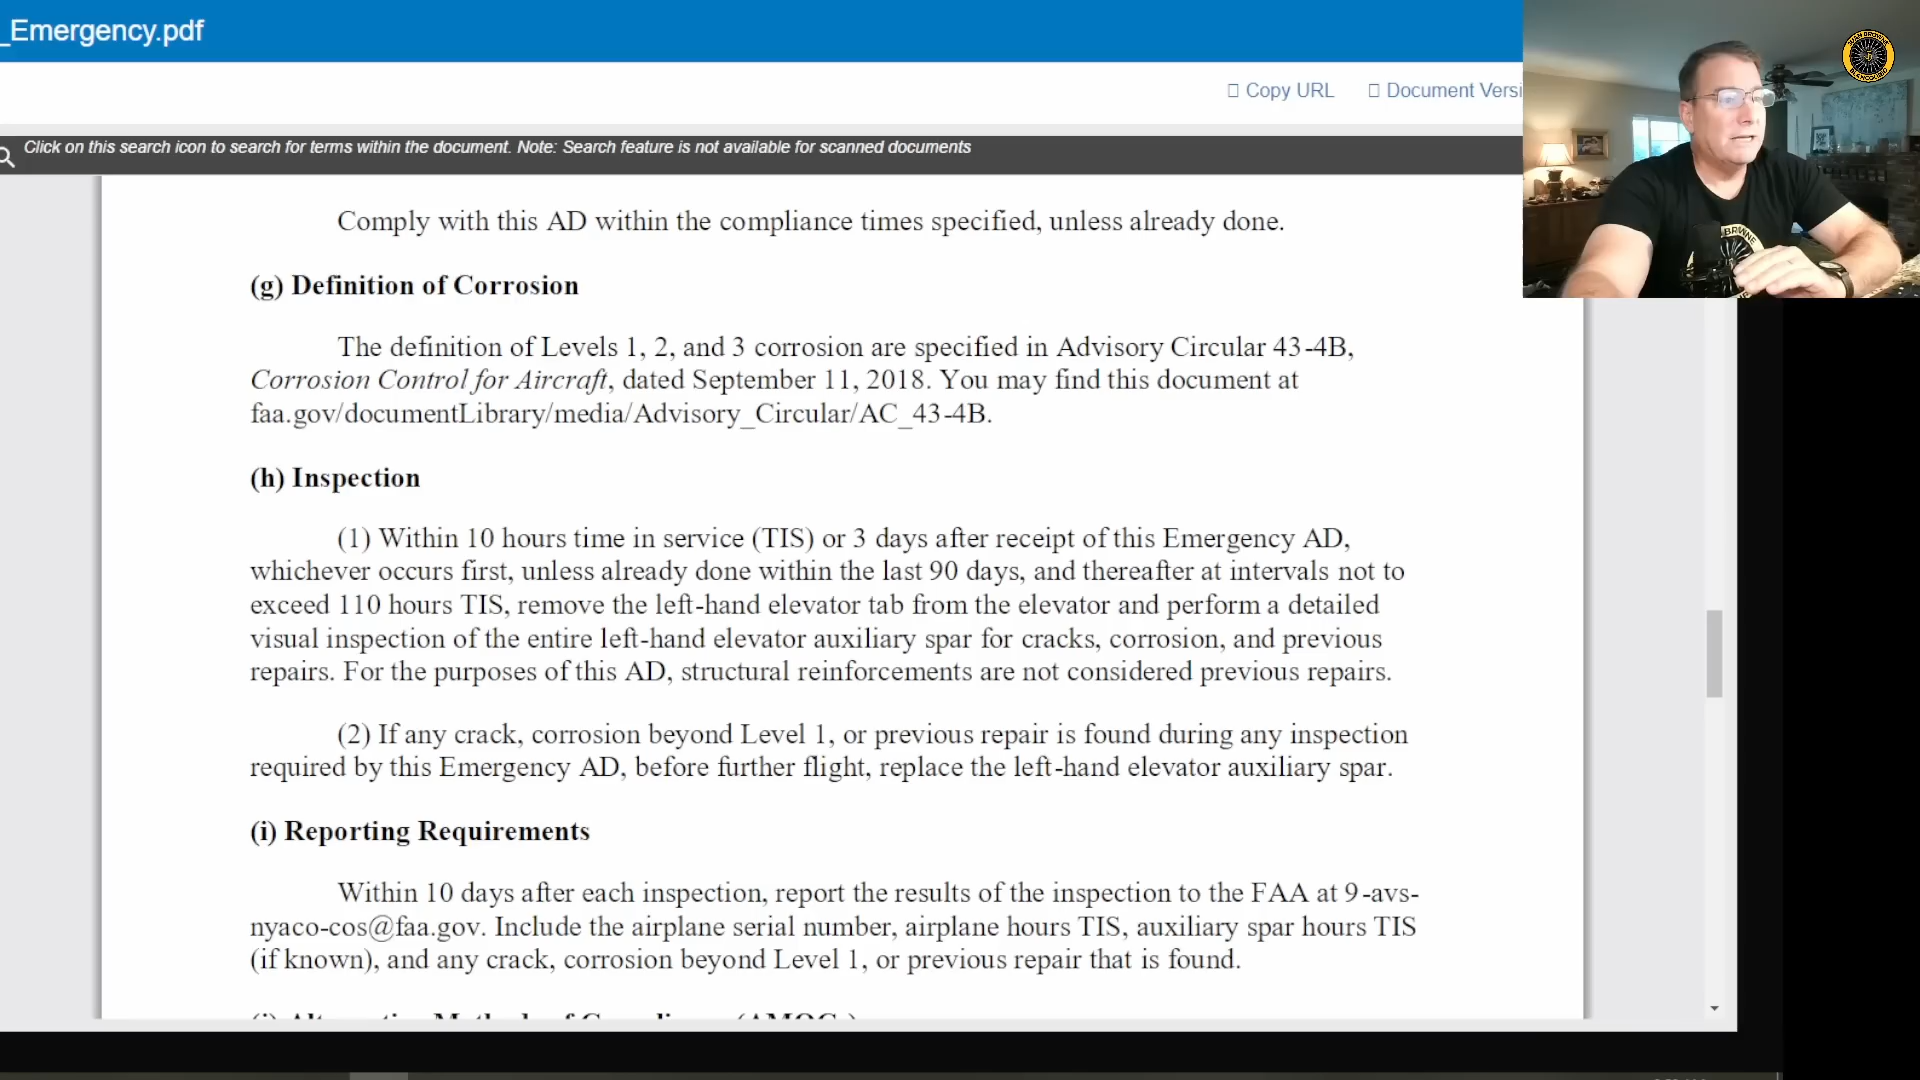 _Emergency.pdf
Copy URL
Document Versi
Click on this search icon to search for terms within the document. Note: Search feature is not available for scanned documents
Comply with this AD within the compliance times specified, unless already done.
(g) Definition of Corrosion
The definition of Levels 1, 2, and 3 corrosion are specified in Advisory Circular 43-4B,
Corrosion Control for Aircraft, dated September 11, 2018. You may find this document at
faa.gov/documentLibrary/media/Advisory_Circular/AC_43-4B.
(h) Inspection
(1) Within 10 hours time in service (TIS) or 3 days after receipt of this Emergency AD,
whichever occurs first, unless already done within the last 90 days, and thereafter at intervals not to
exceed 110 hours TIS, remove the left-hand elevator tab from the elevator and perform a detailed
visual inspection of the entire left-hand elevator auxiliary spar for cracks, corrosion, and previous
repairs. For the purposes of this AD, structural reinforcements are not considered previous repairs.
(2) If any crack, corrosion beyond Level 1, or previous repair is found during any inspection
required by this Emergency AD, before further flight, replace the left-hand elevator auxiliary spar.
(i) Reporting Requirements
Within 10 days after each inspection, report the results of the inspection to the FAA at 9-avs-
nyaco-cos@faa.gov. Include the airplane serial number, airplane hours TIS, auxiliary spar hours TIS
(if known), and any crack, corrosion beyond Level 1, or previous repair that is found.
JUAN BROWNE
BLANCOLIRIO
BROWNE